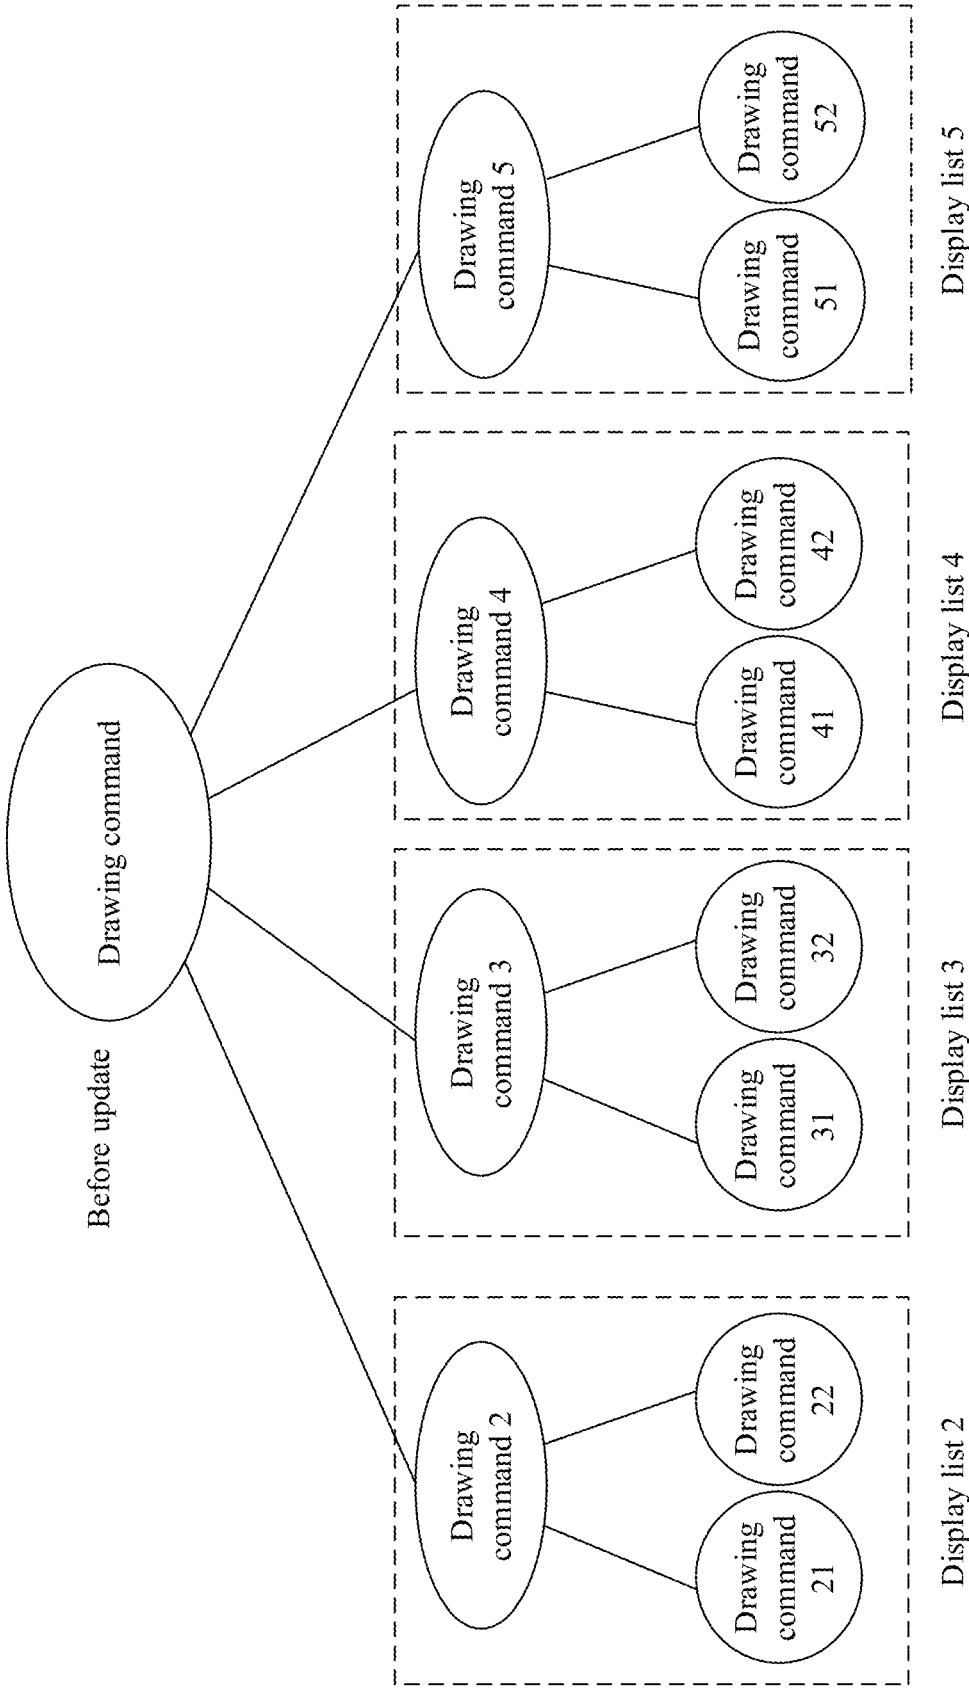 Before update
Drawing command
Drawing
command 2
Drawing
command
21
Drawing
command
22
Display list 2
Drawing
command 3
Drawing
command
31
Drawing
command
32
Display list 3
Drawing
command 4
Drawing
command
41
Drawing
command
42
Display list 4
Drawing
command 5
Drawing
command
51
Drawing
command
52
Display list 5